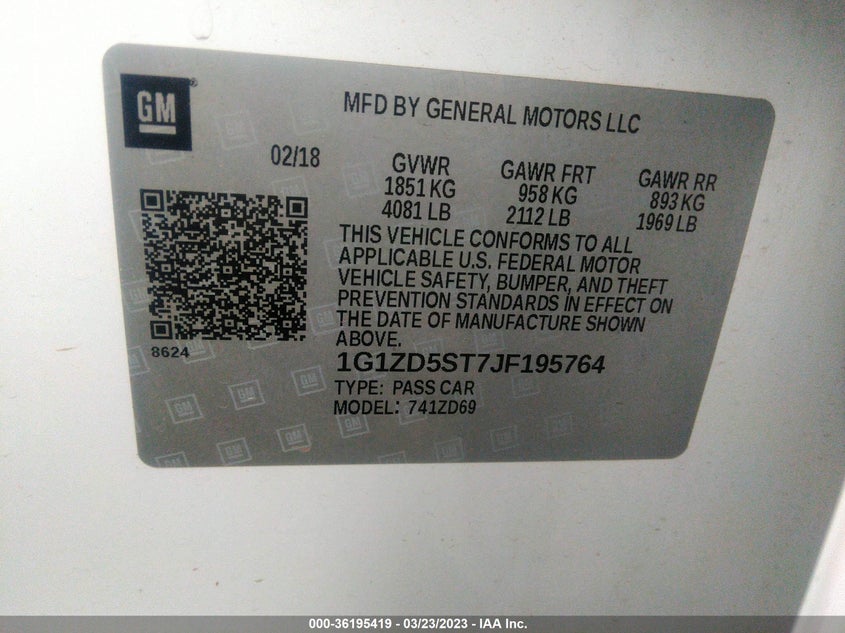 GM®
MFD BY GENERAL MOTORS LLC
02/18
GVWR
1851 KG
4081 LB
GAWR FRT
958 KG
2112 LB
GAWR RR
893 KG
1969 LB
THIS VEHICLE CONFORMS TO ALL
APPLICABLE U.S. FEDERAL MOTOR
VEHICLE SAFETY, BUMPER, AND THEFT
PREVENTION STANDARDS IN EFFECT ON
THE DATE OF MANUFACTURE SHOWN
ABOVE.
8624
1G1ZD5ST7JF195764
TYPE: PASS CAR
MODEL: 741ZD69
000-36195419 - 03/23/2023 - IAA Inc.